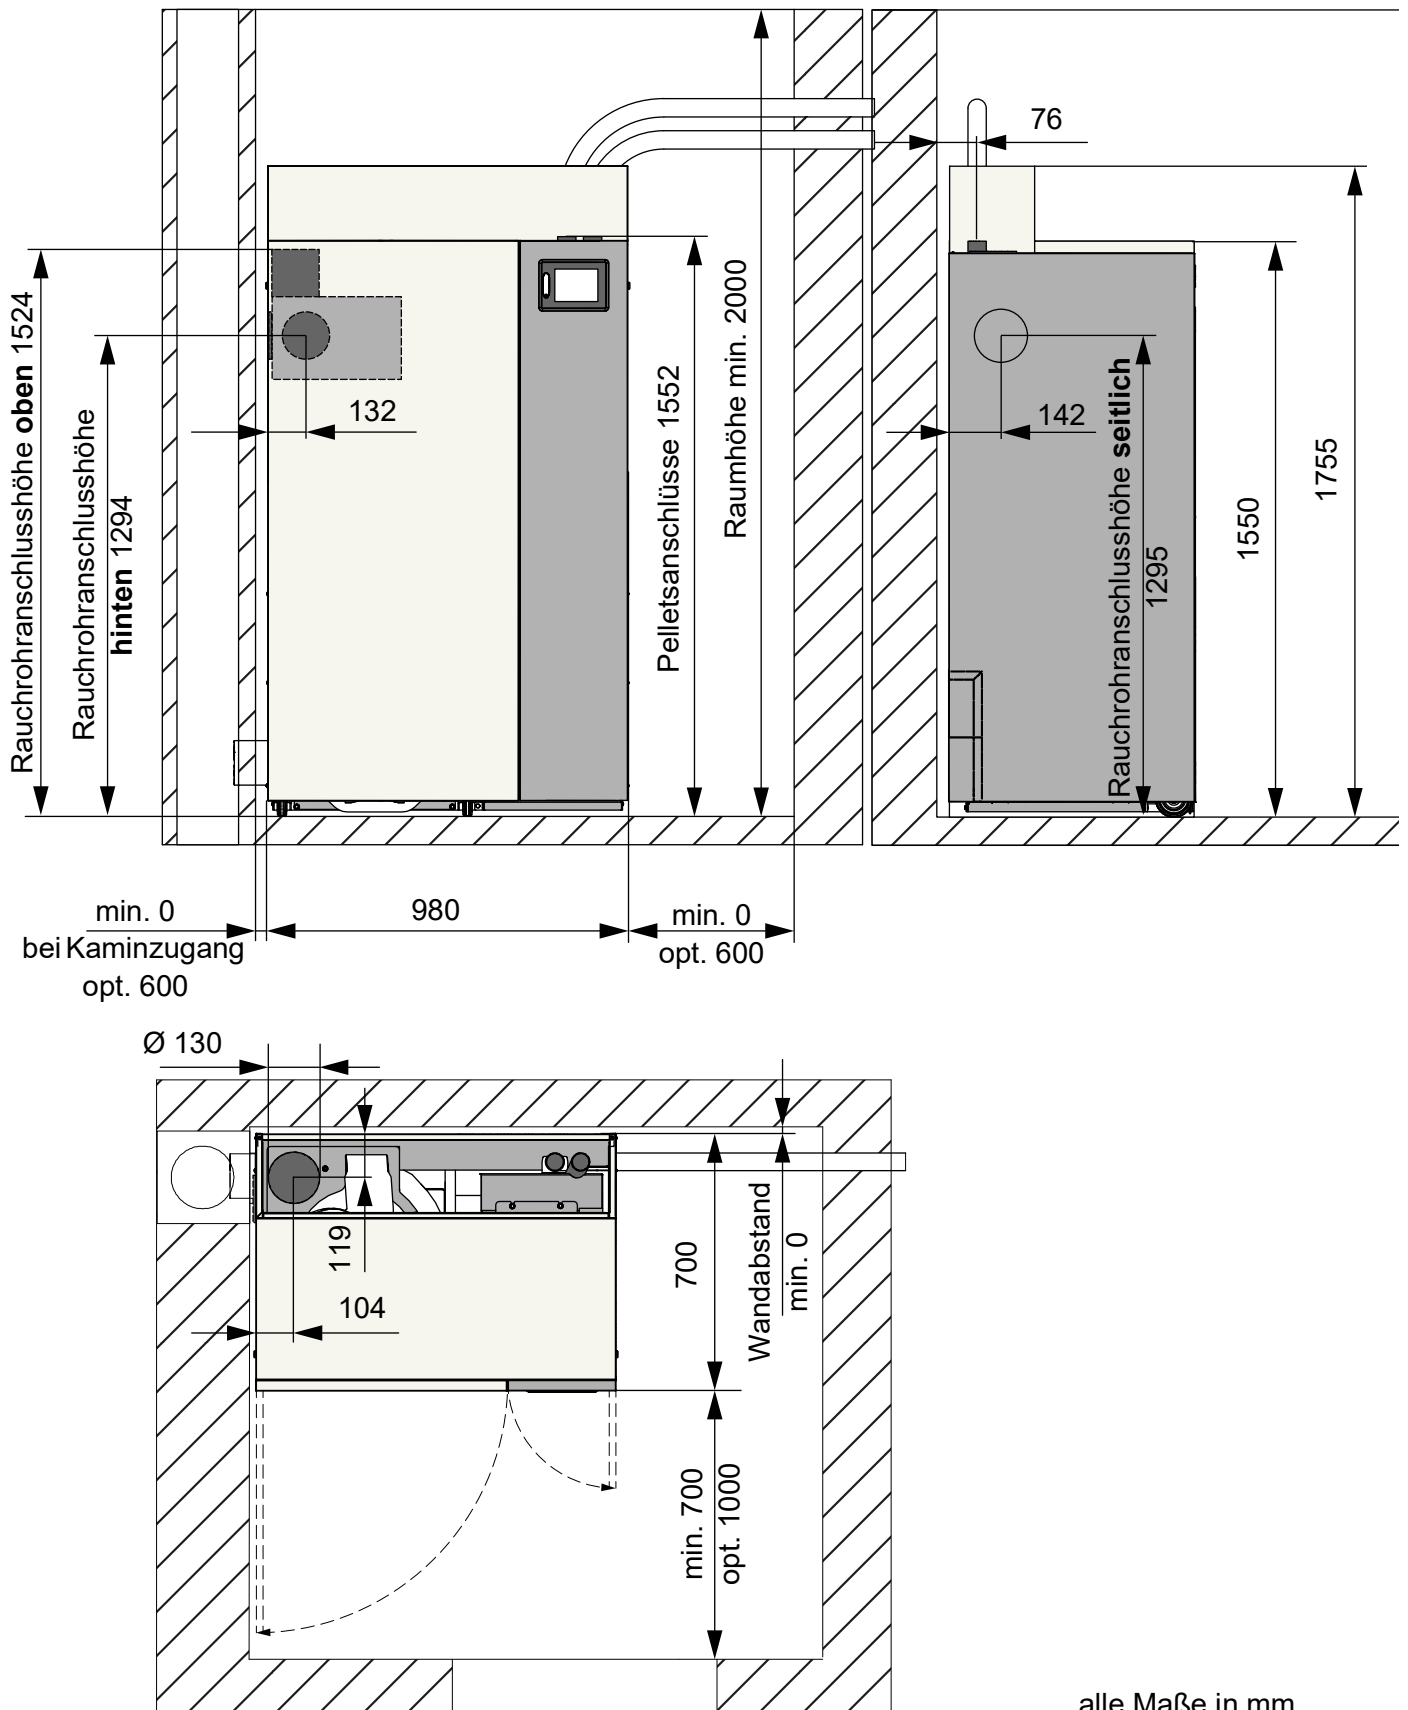 76
Rauchrohranschlusshöhe oben 1524
Rauchrohranschlusshöhe
hinten 1294
132
Pelletsanschlüsse 1552
Raumhöhe min. 2000
142
Rauchrohranschlusshöhe seitlich
1295
1550
1755
min. 0
bei Kaminzugang
opt. 600
980
min. 0
opt. 600
Ø 130
119
104
700
Wandabstand
min. 0
min. 700
opt. 1000
alle Maße in mm